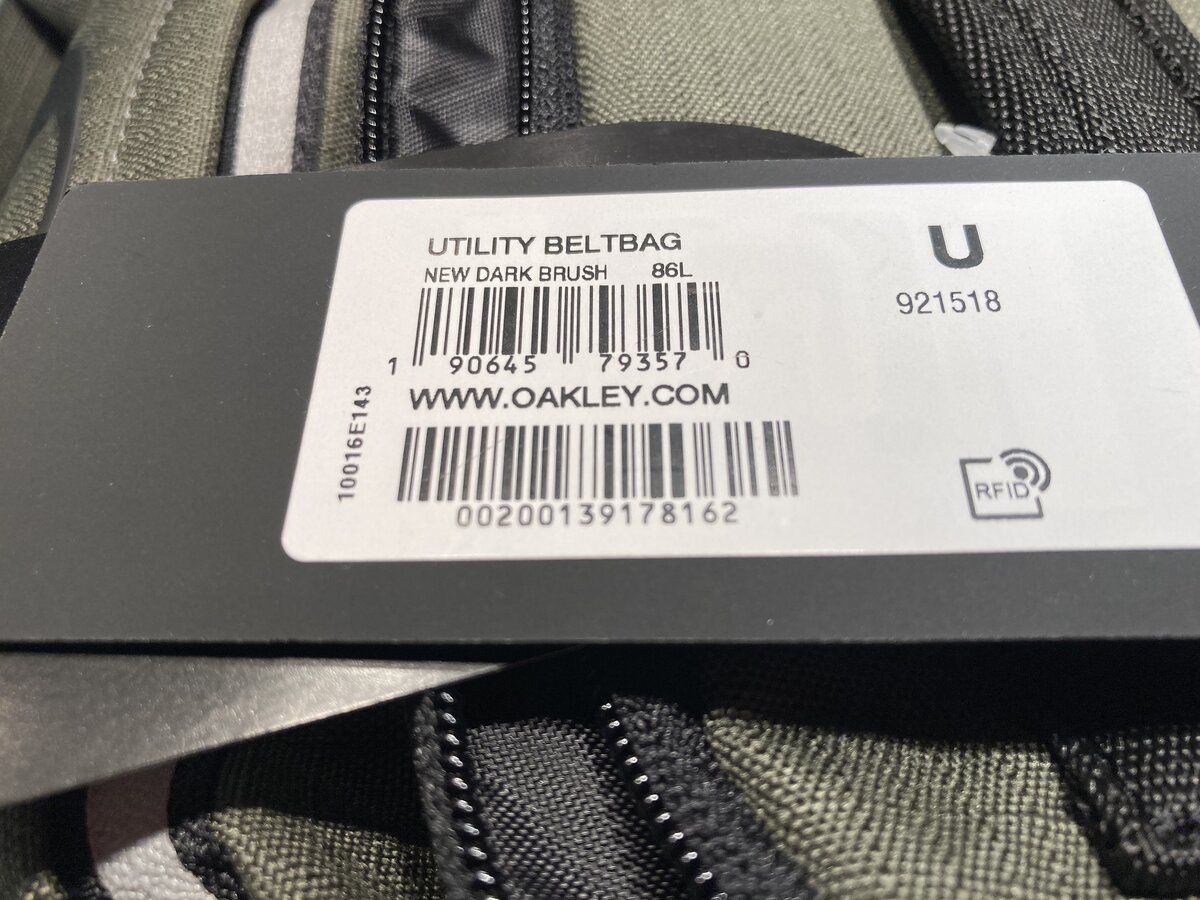 UTILITY BELTBAG
NEW DARK BRUSH 86L
1 90645 79357 0
WWW.OAKLEY.COM
10016E143
00200139178162
U
921518
RFID